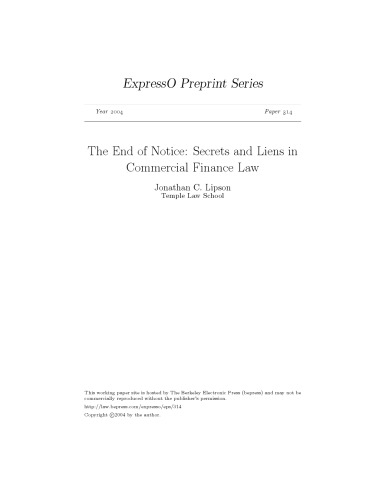 ExpressO Preprint Series
Year 2004 Paper 314
The End of Notice: Secrets and Liens in
Commercial Finance Law
Jonathan C. Lipson
Temple Law School
This working paper site is hosted by The Berkeley Electronic Press (bepress) and may not be
commercially reproduced without the publisher's permission.
http://law.bepress.com/expresso/eps/314
Copyright ©2004 by the author.